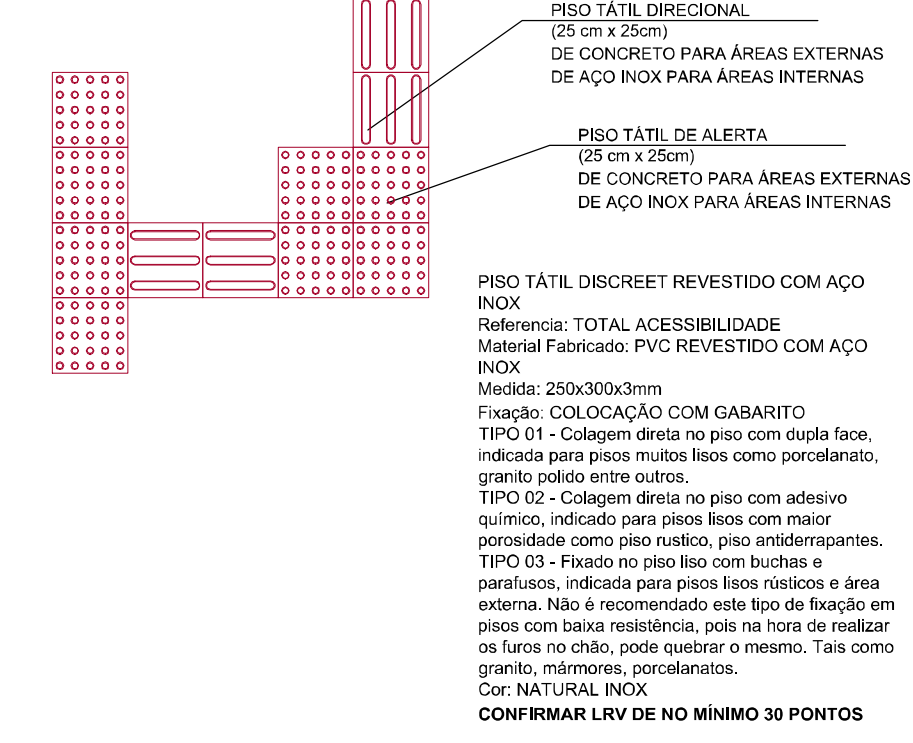 PISO TÁTIL DIRECIONAL
(25 cm x 25cm)
DE CONCRETO PARA ÁREAS EXTERNAS
DE AÇO INOX PARA ÁREAS INTERNAS
PISO TÁTIL DE ALERTA
(25 cm x 25cm)
DE CONCRETO PARA ÁREAS EXTERNAS
DE AÇO INOX PARA ÁREAS INTERNAS
PISO TÁTIL DISCREET REVESTIDO COM AÇO
INOX
Referencia: TOTAL ACESSIBILIDADE
Material Fabricado: PVC REVESTIDO COM AÇO
INOX
Medida: 250x300x3mm
Fixação: COLOCAÇÃO COM GABARITO
TIPO 01 - Colagem direta no piso com dupla face,
indicada para pisos muitos lisos como porcelanato,
granito polido entre outros.
TIPO 02 - Colagem direta no piso com adesivo
químico, indicado para pisos lisos com maior
porosidade como piso rustico, piso antiderrapantes.
TIPO 03 - Fixado no piso liso com buchas e
parafusos, indicada para pisos lisos rústicos e área
externa. Não é recomendado este tipo de fixação em
pisos com baixa resistência, pois na hora de realizar
os furos no chão, pode quebrar o mesmo. Tais como
granito, mármores, porcelanatos.
Cor: NATURAL INOX
CONFIRMAR LRV DE NO MÍNIMO 30 PONTOS